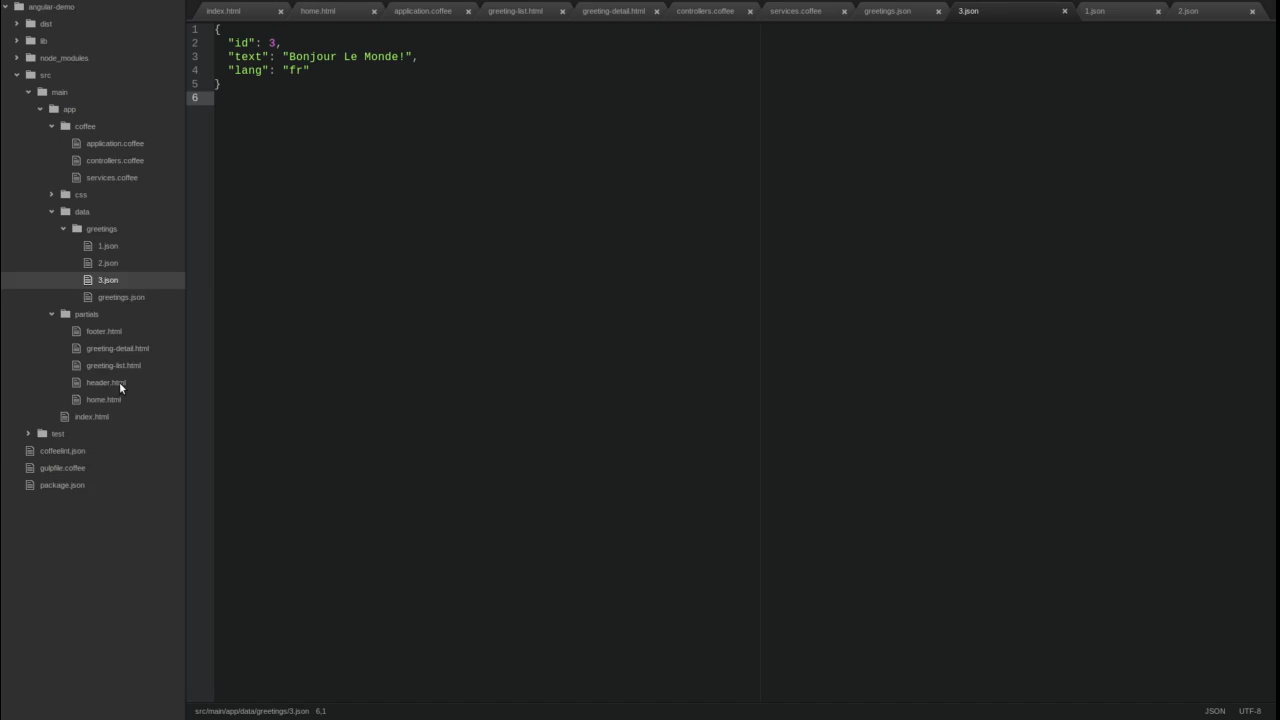 angular-demo
dist
lib
node_modules
src
main
app
coffee
application.coffee
controllers.coffee
services.coffee
css
data
greetings
1.json
2.json
3.json
greetings.json
partials
footer.html
greeting-detail.html
greeting-list.html
header.html
home.html
index.html
test
coffeelint.json
gulpfile.coffee
package.json
index.html home.html application.coffee greeting-list.html greeting-detail.html controllers.coffee services.coffee greetings.json 3.json 1.json 2.json
1 {
2 "id": 3,
3 "text": "Bonjour Le Monde!",
4 "lang": "fr"
5 }
6
src/main/app/data/greetings/3.json 6,1 JSON UTF-8